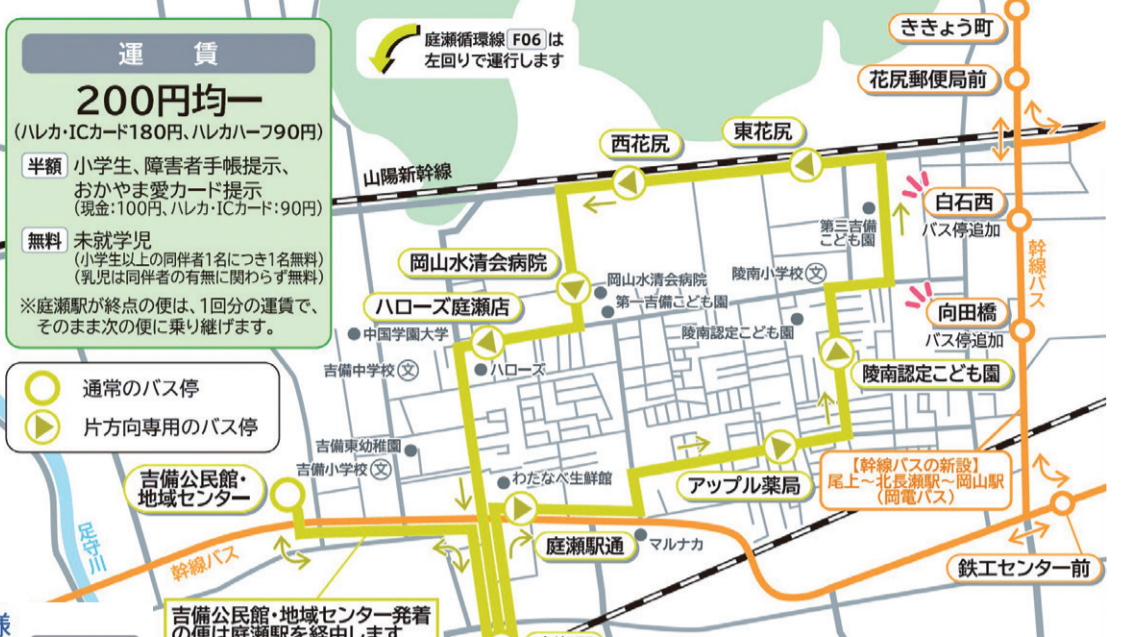 運賃
200円均一
(ハレカ・ICカード180円、ハレカハーフ90円)
半額 小学生、障害者手帳提示、
おかやま愛カード提示
(現金:100円、ハレカ・ICカード:90円)
無料 未就学児
(小学生以上の同伴者1名につき1名無料)
(乳児は同伴者の有無に関わらず無料)
※庭瀬駅が終点の便は、1回分の運賃で、
そのまま次の便に乗り継げます。
通常のバス停
片方向専用のバス停
庭瀬循環線 F06 は
左回りで運行します
ききょう町
花尻郵便局前
東花尻
西花尻
山陽新幹線
白石西
バス停追加
幹線バス
第三吉備
こども園
岡山水清会病院
岡山水清会病院
陵南小学校 文
第一吉備こども園
ハローズ庭瀬店
向田橋
バス停追加
中国学園大学
陵南認定こども園
吉備中学校 文
ハローズ
陵南認定こども園
吉備東幼稚園
吉備小学校 文
吉備公民館・
地域センター
わたなべ生鮮館
アップル薬局
【幹線バスの新設】
尾上~北長瀬駅~岡山駅
(岡電バス)
足守川
幹線バス
庭瀬駅通
マルナカ
鉄工センター前
吉備公民館・地域センター発着
の便は庭瀬駅を経由します
様